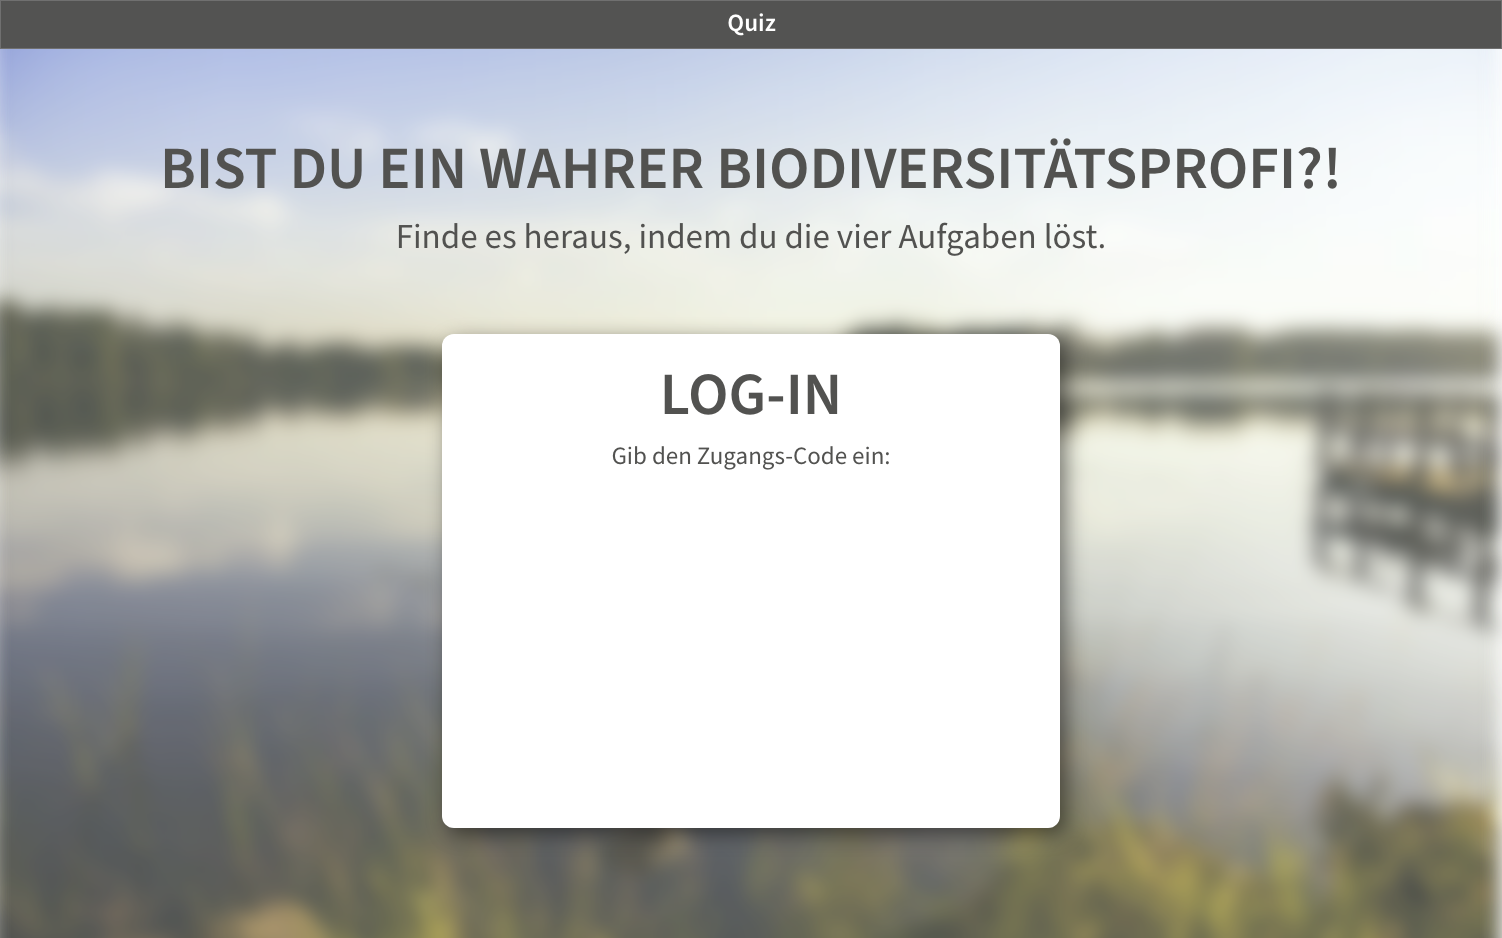 Quiz
BIST DU EIN WAHRER BIODIVERSITÄTSPROFI?!
Finde es heraus, indem du die vier Aufgaben löst.
LOG-IN
Gib den Zugangs-Code ein: